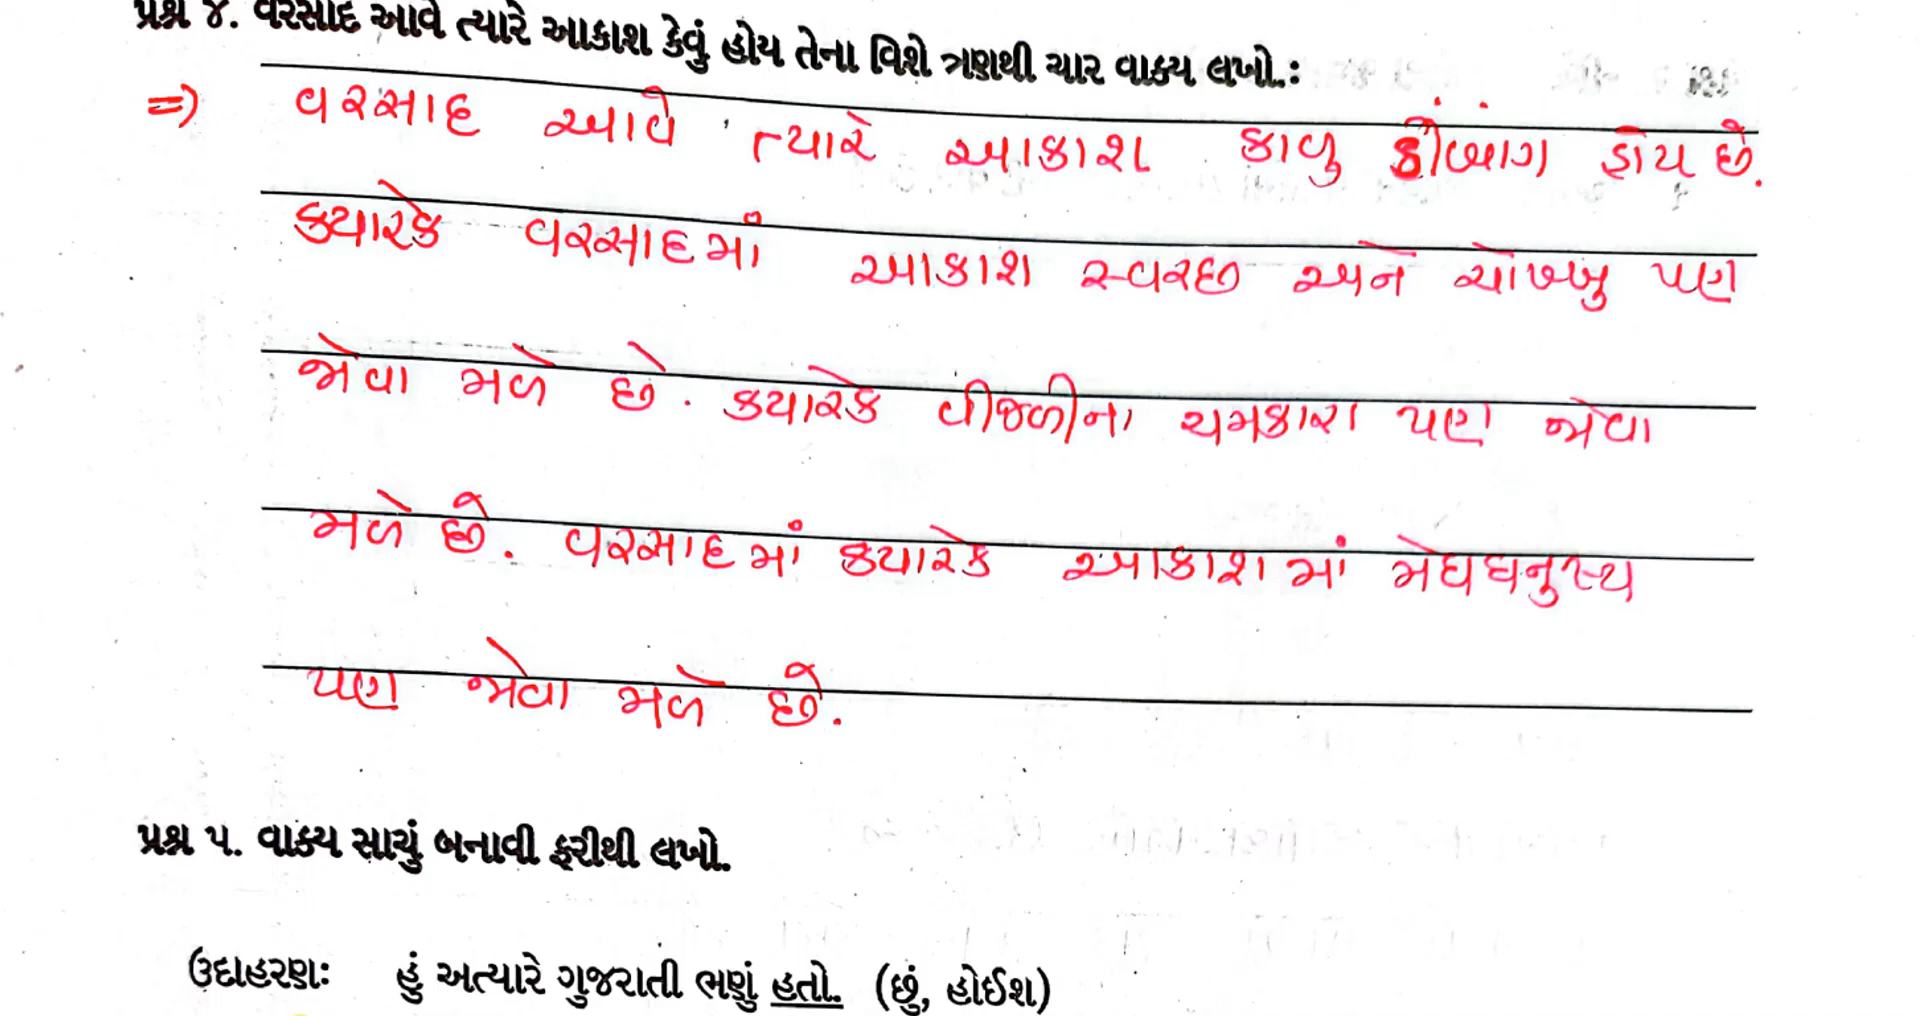 પ્રશ્ન ૪. વરસાદ આવે ત્યારે આકાશ કેવું હોય તેના વિશે ત્રણથી ચાર વાક્ય લખો.:
=) વરસાદ આવે ત્યારે આકાશ કાળુ ડીંબાંગ હોય છે.
ક્યારેક વરસાદમાં આકાશ સ્વચ્છ અને ચોખ્ખુ પણ
જોવા મળે છે. ક્યારેક વીજળીના ચમકારા પણ જોવા
મળે છે. વરસાદમાં ક્યારેક આકાશમાં મેઘધનુસ્ય
પણ જોવા મળે છે.
પ્રશ્ન ૫. વાક્ય સાચું બનાવી ફરીથી લખો.
ઉદાહરણઃ હું અત્યારે ગુજરાતી ભણું હતો. (છું, હોઈશ)